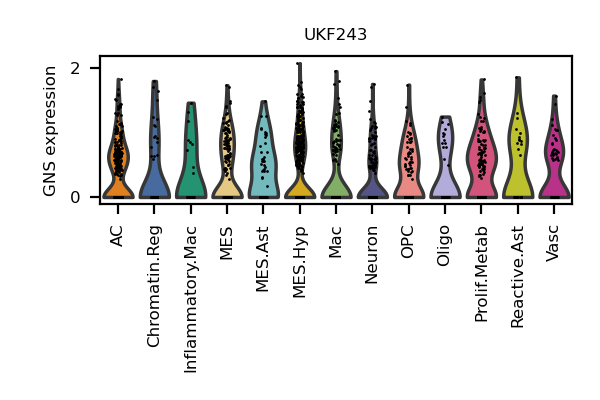 UKF243
GNS expression
2
0
AC
Chromatin.Reg
Inflammatory.Mac
MES
MES.Ast
MES.Hyp
Mac
Neuron
OPC
Oligo
Prolif.Metab
Reactive.Ast
Vasc